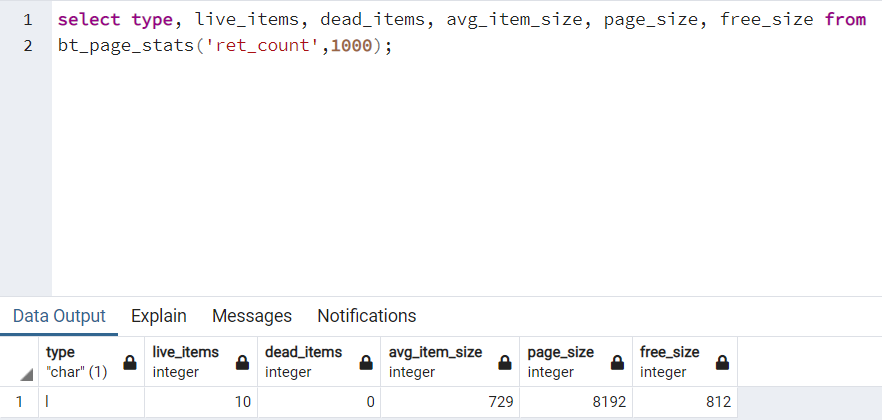 1 select type, live_items, dead_items, avg_item_size, page_size, free_size from
2 bt_page_stats('ret_count',1000);
Data Output Explain Messages Notifications
type live_items dead_items avg_item_size page_size free_size
"char" (1) integer integer integer integer integer
1 l 10 0 729 8192 812